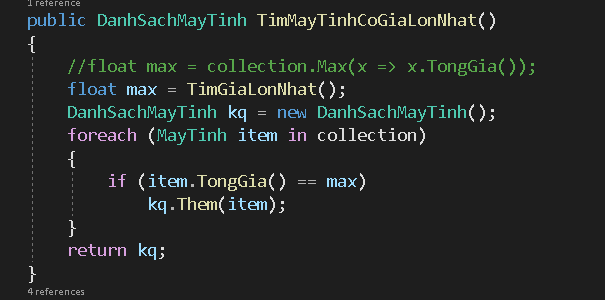 1 reference
public DanhSachMayTinh TimMayTinhCoGiaLonNhat()
{
//float max = collection.Max(x => x.TongGia());
float max = TimGiaLonNhat();
DanhSachMayTinh kq = new DanhSachMayTinh();
foreach (MayTinh item in collection)
{
if (item.TongGia() == max)
kq.Them(item);
}
return kq;
}
4 references